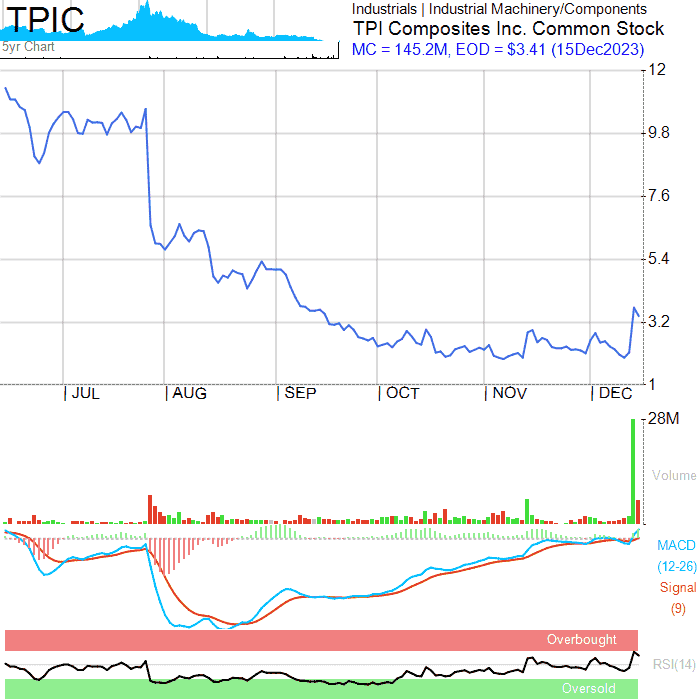 TPIC
5yr Chart
Industrials | Industrial Machinery/Components
TPI Composites Inc. Common Stock
MC = 145.2M, EOD = $3.41 (15Dec2023)
12
9.8
7.6
5.4
3.2
1
| JUL | AUG | SEP | OCT | NOV | DEC
28M
Volume
MACD
(12-26)
Signal
(9)
Overbought
RSI(14)
Oversold